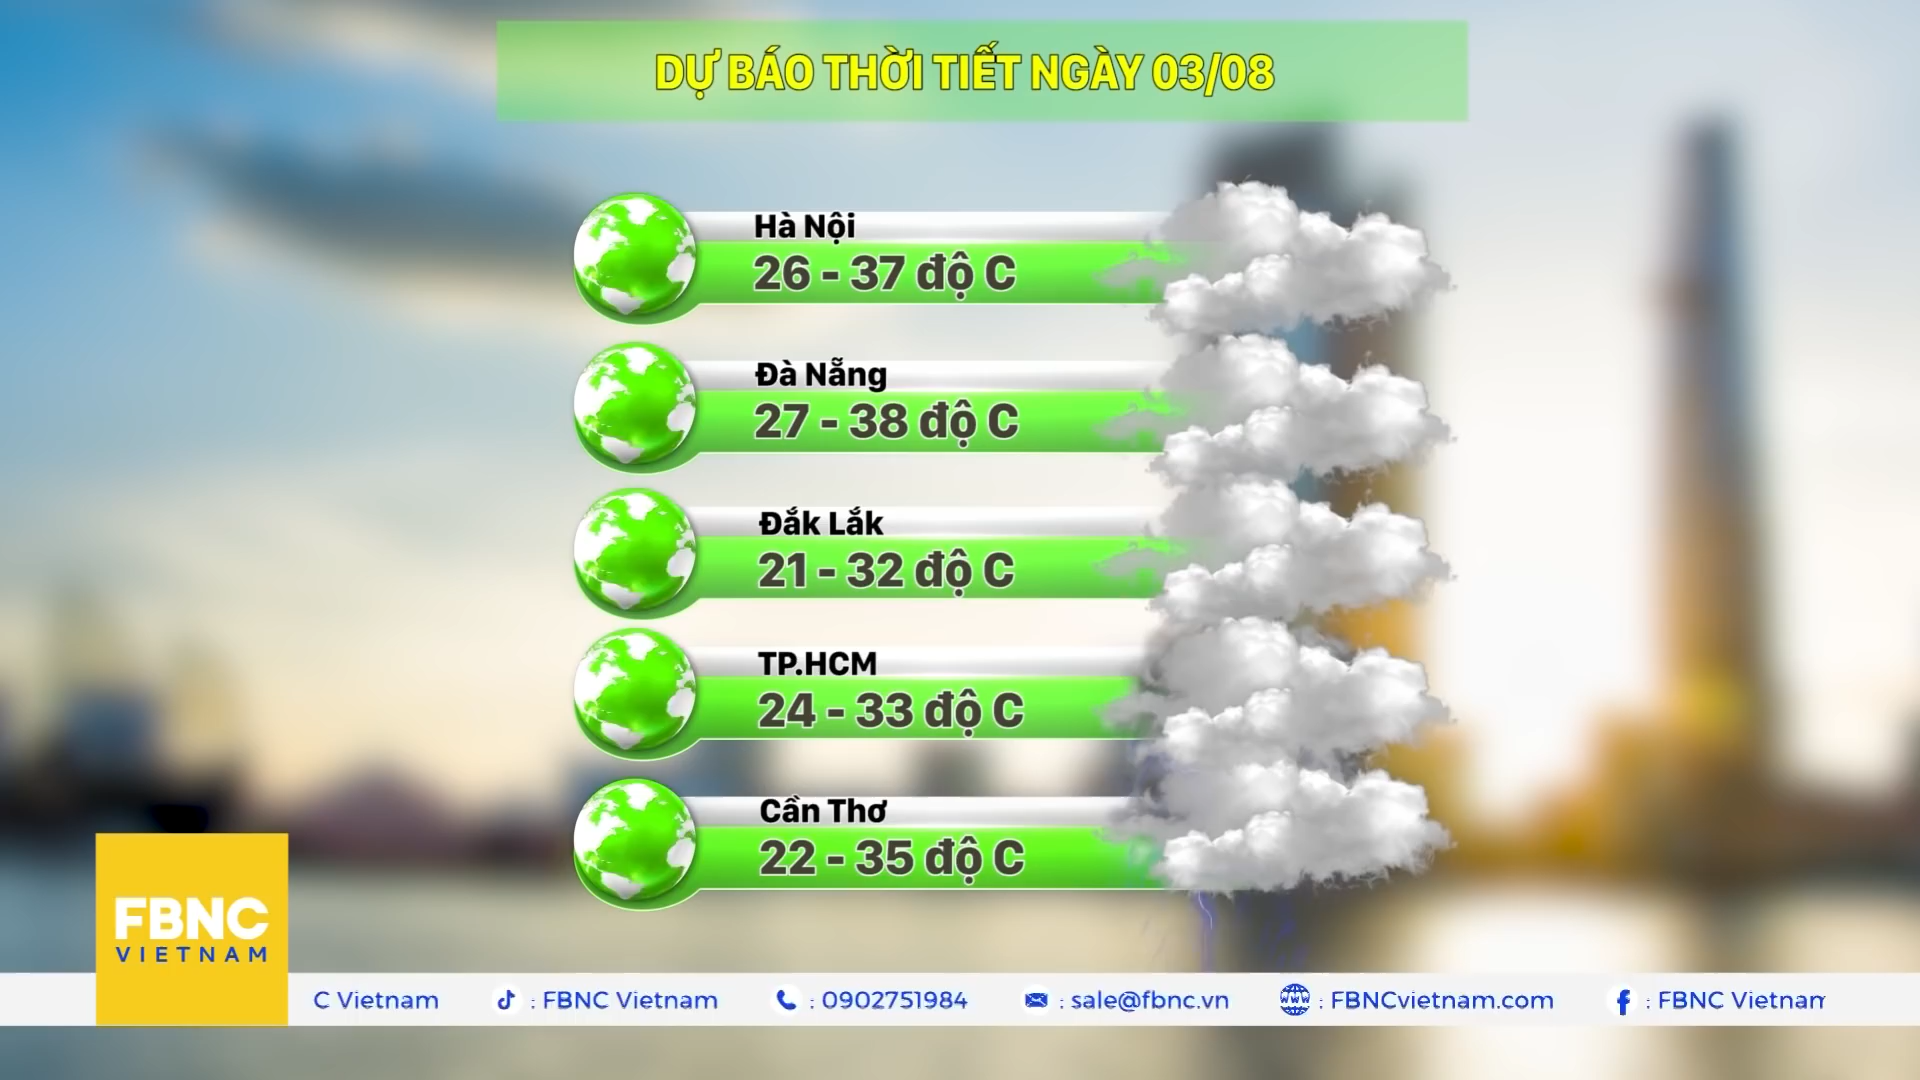 DỰ BÁO THỜI TIẾT NGÀY 03/08
Hà Nội
26 - 37 độ C
Đà Nẵng
27 - 38 độ C
Đắk Lắk
21 - 32 độ C
TP.HCM
24 - 33 độ C
Cần Thơ
22 - 35 độ C
FBNC
VIETNAM
C Vietnam : FBNC Vietnam : 0902751984 : sale@fbnc.vn : FBNCvietnam.com : FBNC Vietnam